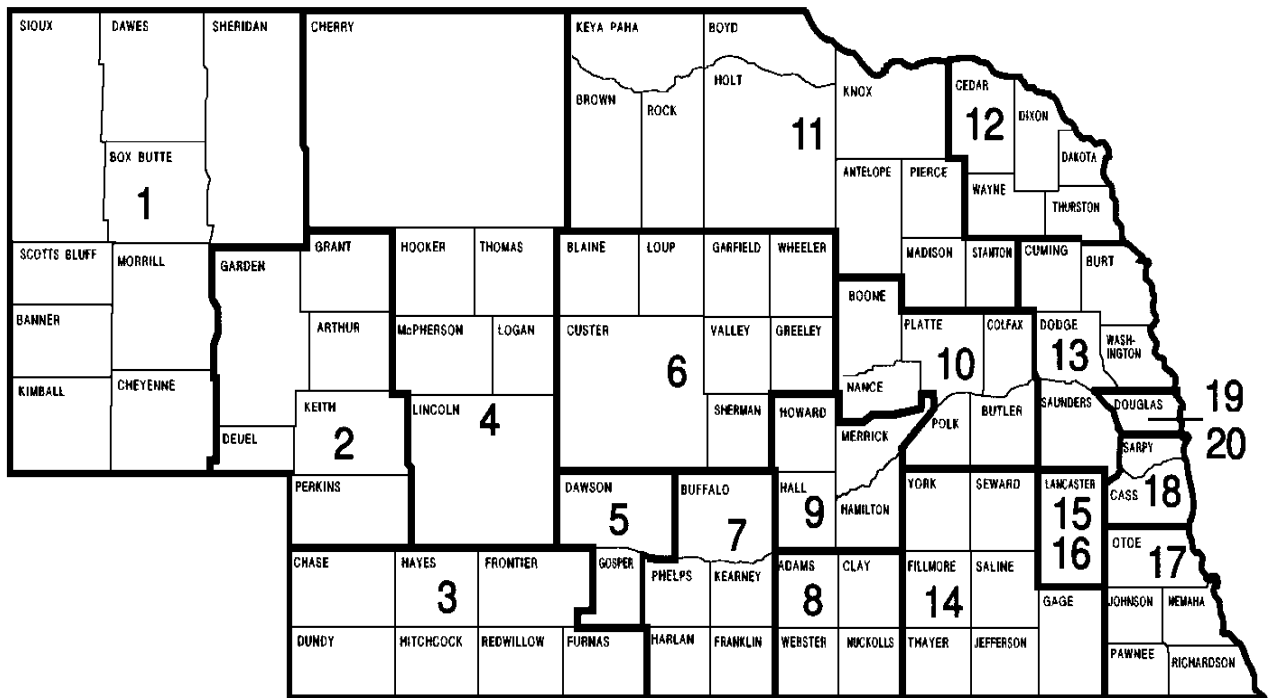 SIOUX DAWES SHERIDAN CHERRY KEYA PAHA BOYD
HOLT
KNOX
CEDAR
12
DIXON
BROWN ROCK
11
DAKOTA
BOX BUTTE
1
ANTELOPE PIERCE
WAYNE
THURSTON
SCOTTS BLUFF MORRILL GARDEN GRANT HOOKER THOMAS BLAINE LOUP GARFIELD WHEELER MADISON STANTON CUMING BURT
BOONE
BANNER
ARTHUR McPHERSON LOGAN CUSTER VALLEY GREELEY PLATTE COLFAX DODGE
WASH-
INGTON
6
10
13
KIMBALL CHEYENNE
NANCE
KEITH
2
LINCOLN
4
SHERMAN HOWARD
MERRICK
POLK BUTLER SAUNDERS DOUGLAS
19
20
DEUEL
SARPY
PERKINS
DAWSON
5
BUFFALO
7
HALL
9
HAMILTON
YORK SEWARD LANCASTER
15
16
CASS
18
CHASE HAYES FRONTIER
3
GOSPER
PHELPS KEARNEY
ADAMS CLAY
8
FILLMORE SALINE
14
GAGE
OTOE
17
JOHNSON NEMAHA
DUNDY HITCHCOCK REDWILLOW FURNAS HARLAN FRANKLIN WEBSTER NUCKOLLS THAYER JEFFERSON
PAWNEE
RICHARDSON